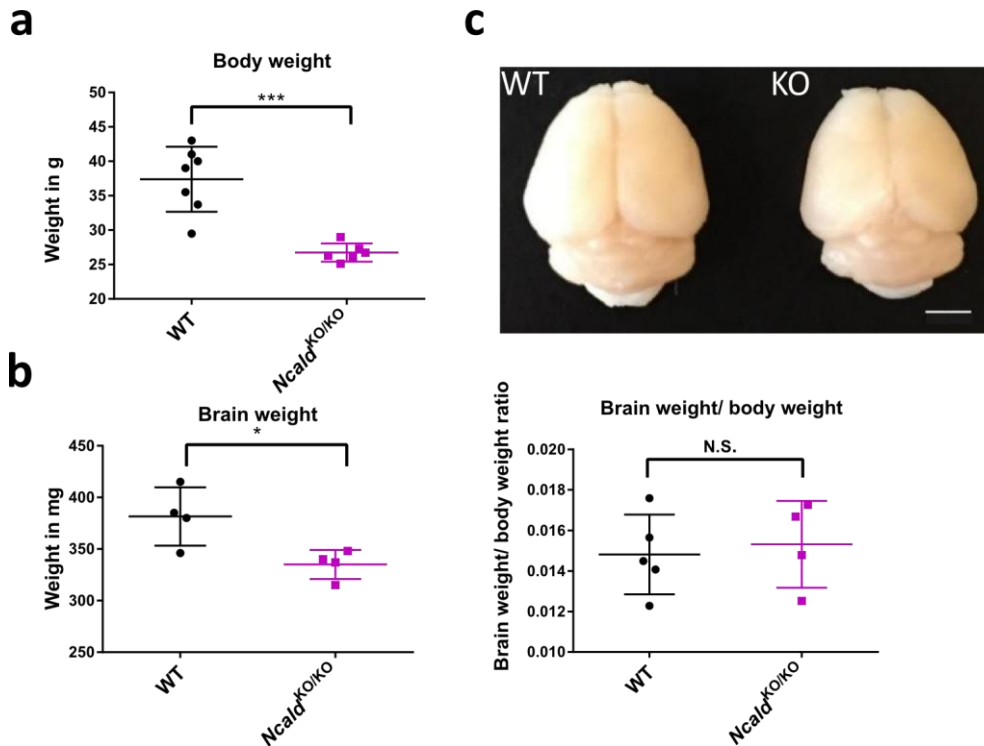 a
Body weight
***
Weight in g
50
45
40
35
30
25
20
WT
Ncald^KO/KO
c
WT
KO
b
Brain weight
*
Weight in mg
450
400
350
300
250
WT
Ncald^KO/KO
Brain weight/ body weight
N.S.
Brain weight/ body weight ratio
0.020
0.018
0.016
0.014
0.012
0.010
WT
Ncald^KO/KO